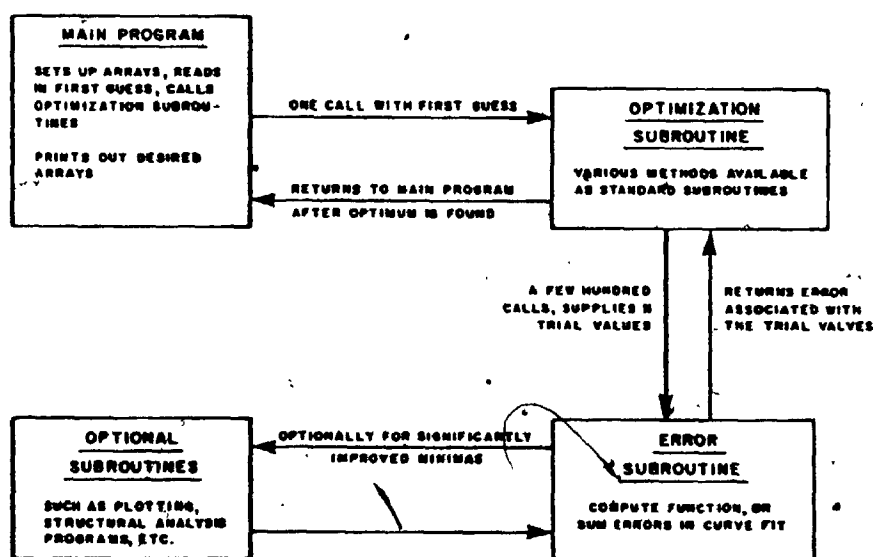 MAIN PROGRAM
SETS UP ARRAYS, READS
IN FIRST GUESS, CALLS
OPTIMIZATION SUBROU-
TINES
PRINTS OUT DESIRED
ARRAYS
ONE CALL WITH FIRST GUESS
RETURNS TO MAIN PROGRAM
AFTER OPTIMUM IS FOUND
OPTIMIZATION
SUBROUTINE
VARIOUS METHODS AVAILABLE
AS STANDARD SUBROUTINES
A FEW HUNDRED
CALLS, SUPPLIES N
TRIAL VALUES
RETURNS ERROR
ASSOCIATED WITH
THE TRIAL VALVES
OPTIONAL
SUBROUTINES
SUCH AS PLOTTING,
STRUCTURAL ANALYSIS
PROGRAMS, ETC.
OPTIONALLY FOR SIGNIFICANTLY
IMPROVED MINIMAS
ERROR
SUBROUTINE
COMPUTE FUNCTION, OR
SUM ERRORS IN CURVE FIT